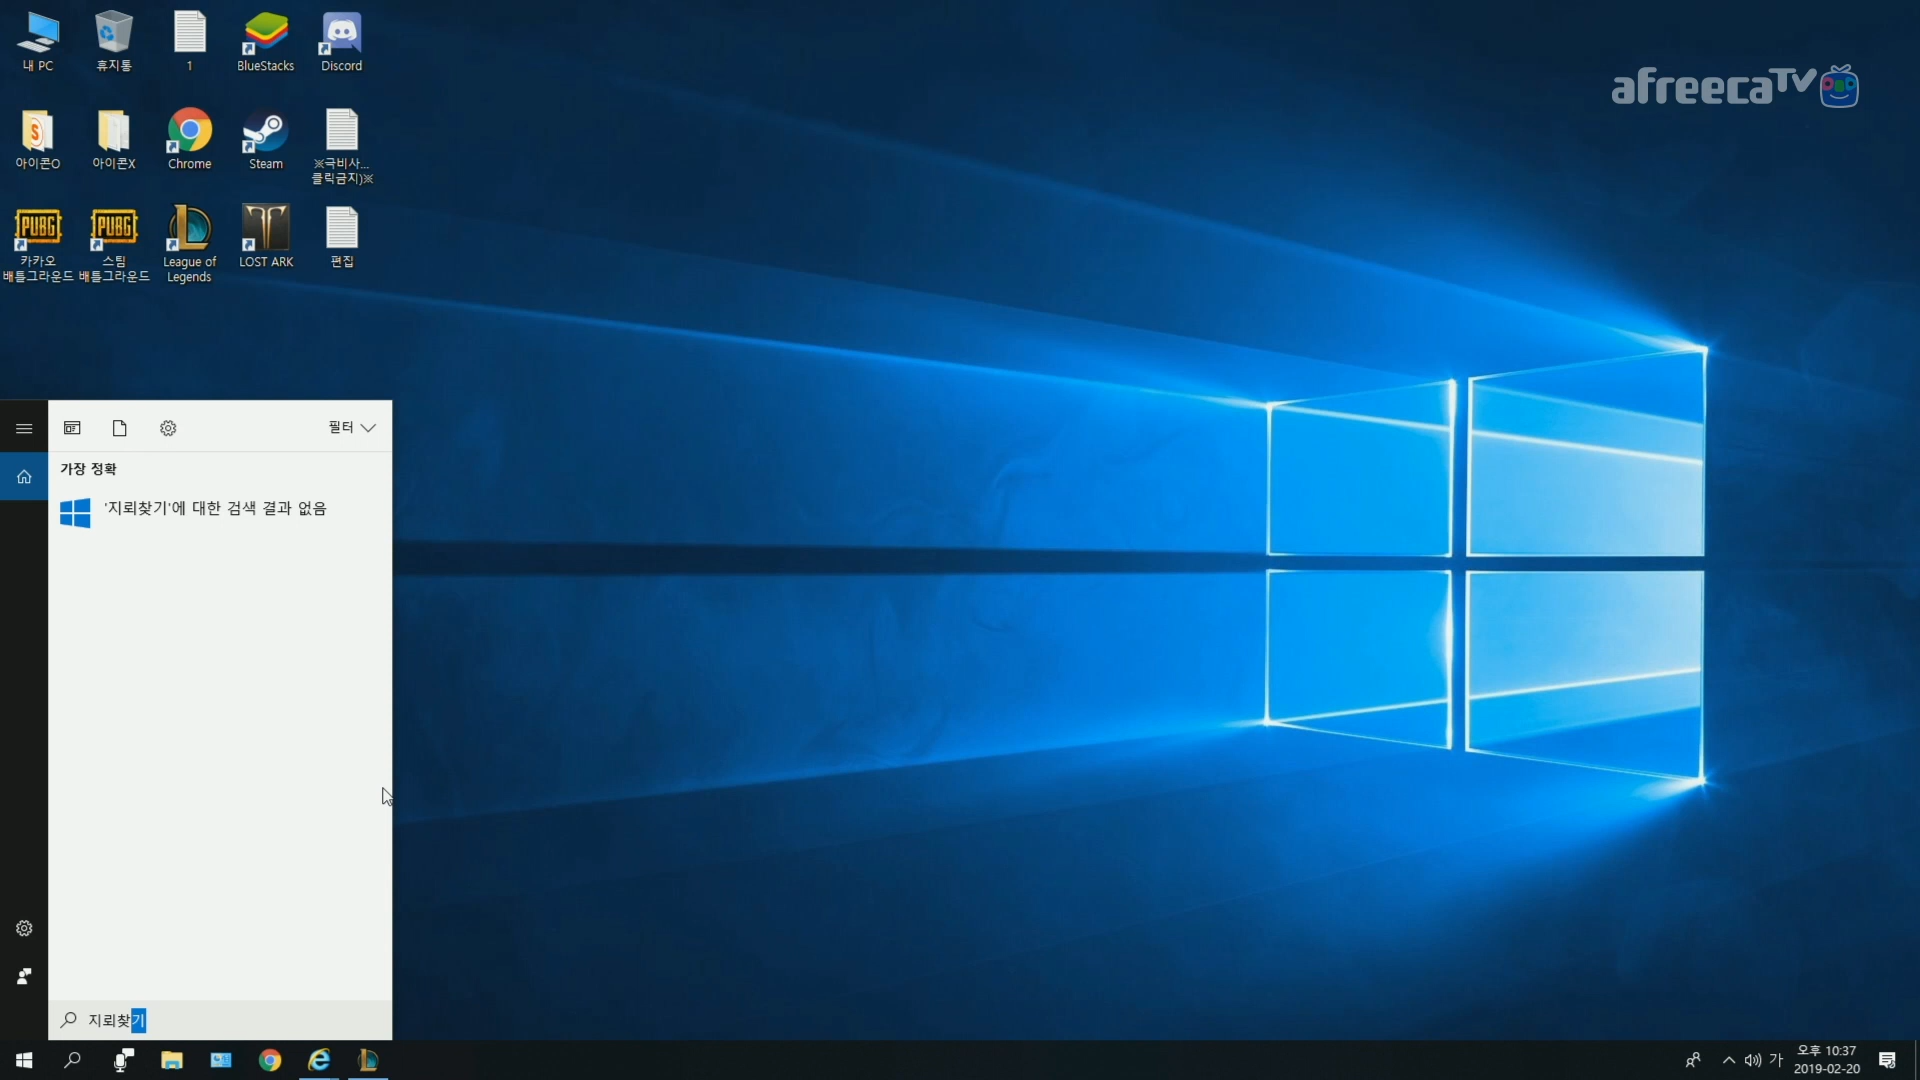 내 PC
휴지통
1
BlueStacks
Discord
afreecaTV
아이콘O
아이콘X
Chrome
Steam
※극비사...
클릭금지)※
카카오
배틀그라운드
스팀
배틀그라운드
League of
Legends
LOST ARK
편집
PUBG
PUBG
필터
가장 정확
'지뢰찾기'에 대한 검색 결과 없음
지뢰찾기
가
오후 10:37
2019-02-20